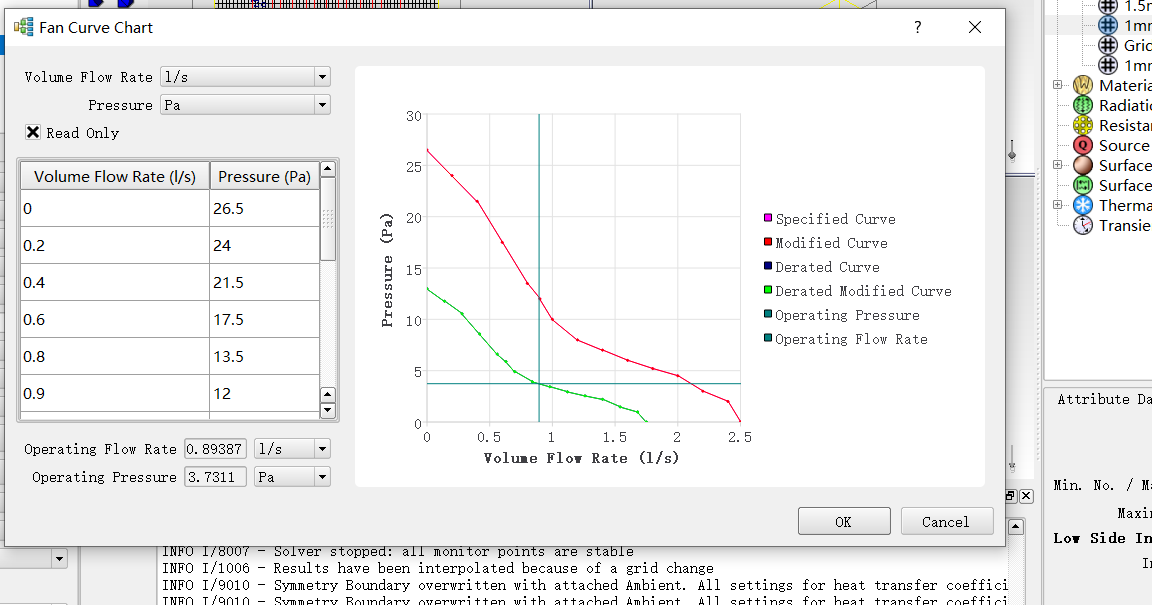 Fan Curve Chart
?
Volume Flow Rate l/s
Pressure Pa
Read Only
Volume Flow Rate (l/s) Pressure (Pa)
0 26.5
0.2 24
0.4 21.5
0.6 17.5
0.8 13.5
0.9 12
Operating Flow Rate 0.89387 l/s
Operating Pressure 3.7311 Pa
Pressure (Pa)
30
25
20
15
10
5
0
0 0.5 1 1.5 2 2.5
Volume Flow Rate (l/s)
Specified Curve
Modified Curve
Derated Curve
Derated Modified Curve
Operating Pressure
Operating Flow Rate
OK Cancel
INFO I/8007 - Solver stopped: all monitor points are stable
INFO I/1006 - Results have been interpolated because of a grid change
INFO I/9010 - Symmetry Boundary overwritten with attached Ambient. All settings for heat transfer coeffici
INFO I/9010 - Symmetry Boundary overwritten with attached Ambient. All settings for heat transfer coeffici
1.5m
1mm
Grid
1mm
Materia
Radiatio
Resista
Source
Surface
Surface
Therma
Transie
Attribute Da
Min. No. / Ma
Maxim
Low Side In